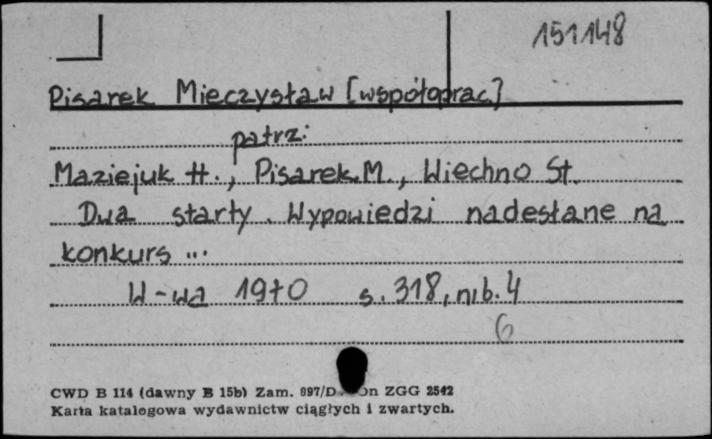 151148
Pisarek Mieczysław [współoprac.]
patrz:
Maziejuk H., Pisarek M., Wiechno St.
Dwa starty. Wypowiedzi nadesłane na
konkurs ...
W-wa 1970 s. 318, nlb. 4
6
CWD B 114 (dawny B 15b) Zam. 897/D ZGG 2542
Karta katalogowa wydawnictw ciągłych i zwartych.